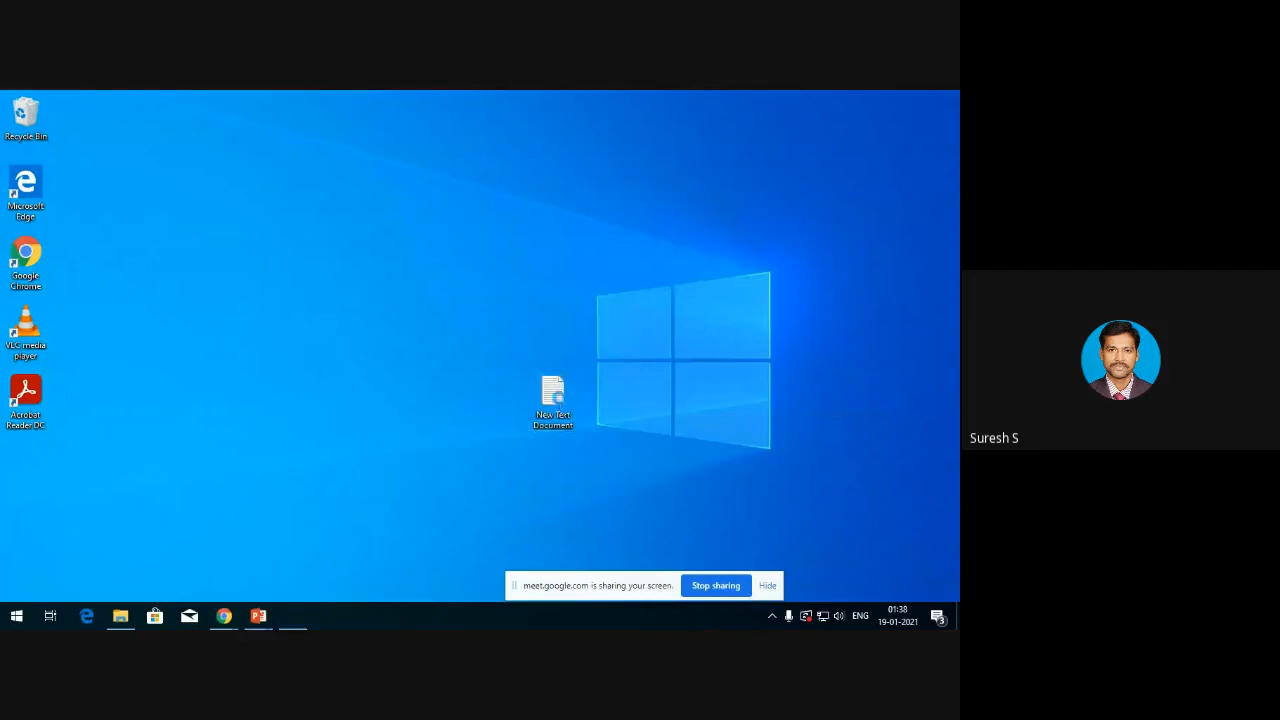 Recycle Bin
Microsoft
Edge
Google
Chrome
VLC media
player
Acrobat
Reader DC
New Text
Document
meet.google.com is sharing your screen.
Stop sharing
Hide
ENG
01:38
19-01-2021
3
Suresh S